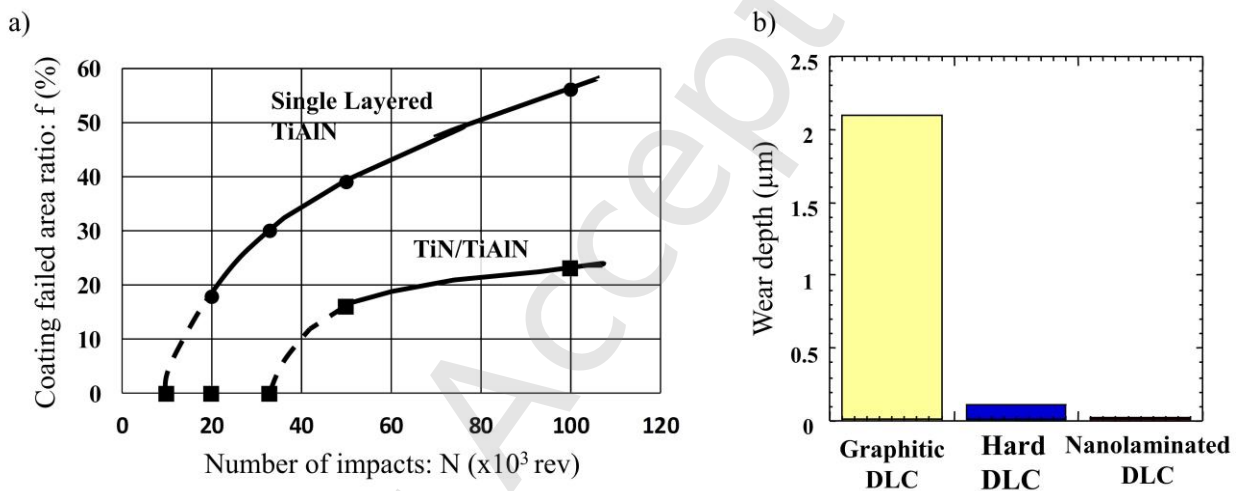 a)
b)
60
50
40
30
20
10
0
Coating failed area ratio: f (%)
Single Layered
TiAlN
TiN/TiAlN
0 20 40 60 80 100 120
Number of impacts: N (x10³ rev)
2.5
2
1.5
1
0.5
0
Wear depth (μm)
Graphitic
DLC
Hard
DLC
Nanolaminated
DLC
Accept